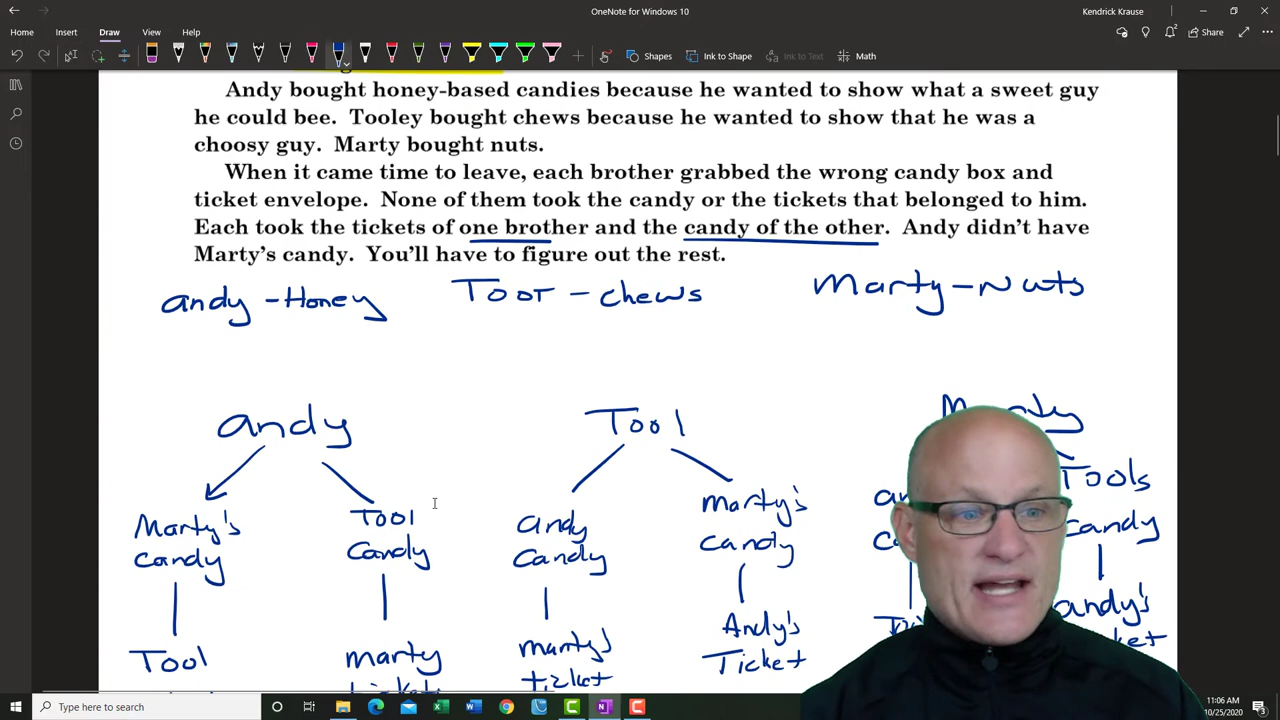 OneNote for Windows 10
Kendrick Krause
Home Insert Draw View Help
Share
Shapes Ink to Shape Ink to Text Math
Andy bought honey-based candies because he wanted to show what a sweet guy
he could bee. Tooley bought chews because he wanted to show that he was a
choosy guy. Marty bought nuts.
When it came time to leave, each brother grabbed the wrong candy box and
ticket envelope. None of them took the candy or the tickets that belonged to him.
Each took the tickets of one brother and the candy of the other. Andy didn't have
Marty's candy. You'll have to figure out the rest.
andy - Honey Toor - chews Marty - Nuts
andy Tool
Marty's candy Tool Candy andy Candy marty's candy Tools candy
Tool marty marty's ticket Andy's Ticket andy's
Type here to search
11:06 AM
10/25/2020